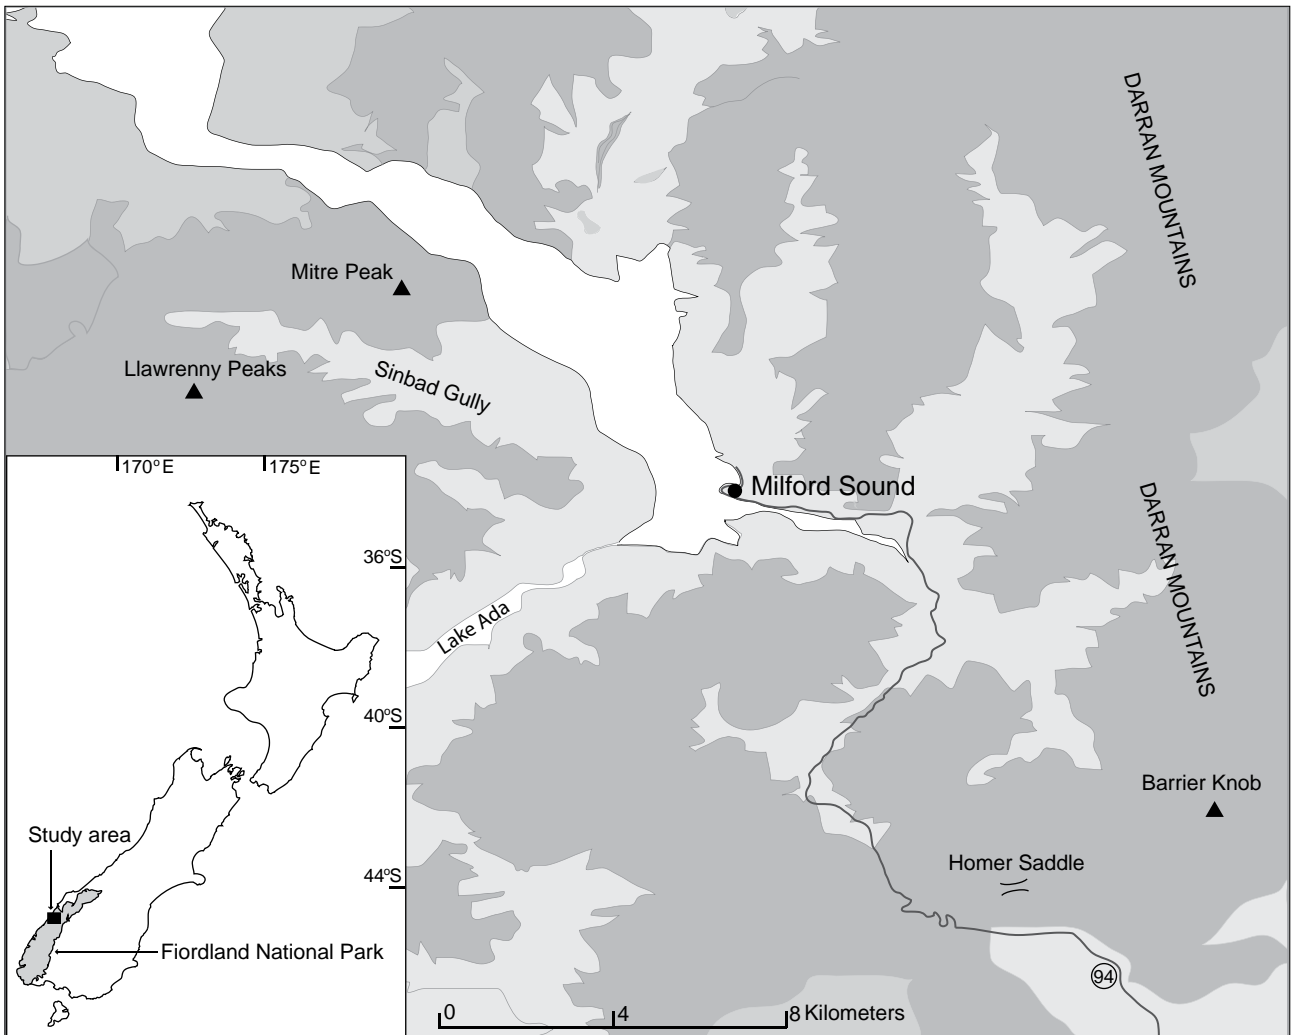 DARRAN MOUNTAINS
Mitre Peak
Llawrenny Peaks
Sinbad Gully
Milford Sound
DARRAN MOUNTAINS
Lake Ada
Barrier Knob
Homer Saddle
94
0 4 8 Kilometers
170°E 175°E
36°S
40°S
44°S
Study area
Fiordland National Park